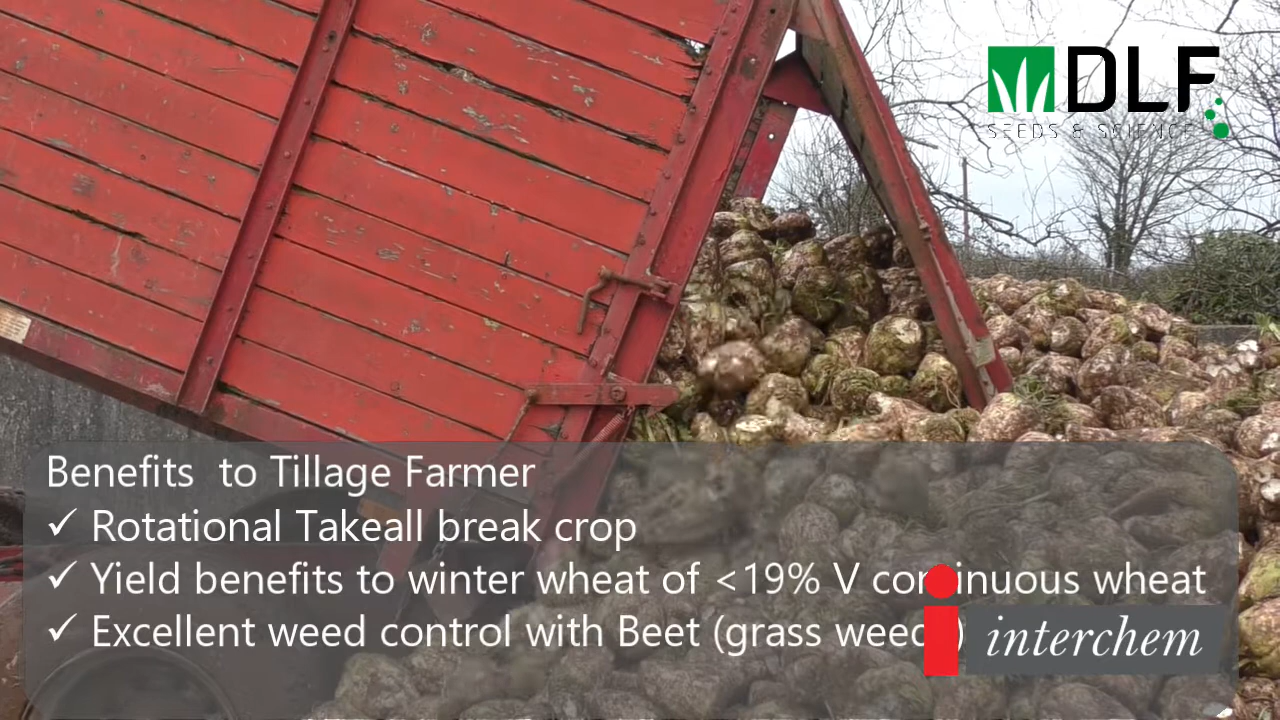 DLF
SEEDS & SCIENCE
Benefits to Tillage Farmer
✓ Rotational Takeall break crop
✓ Yield benefits to winter wheat of <19% V continuous wheat
✓ Excellent weed control with Beet (grass weeds)
interchem